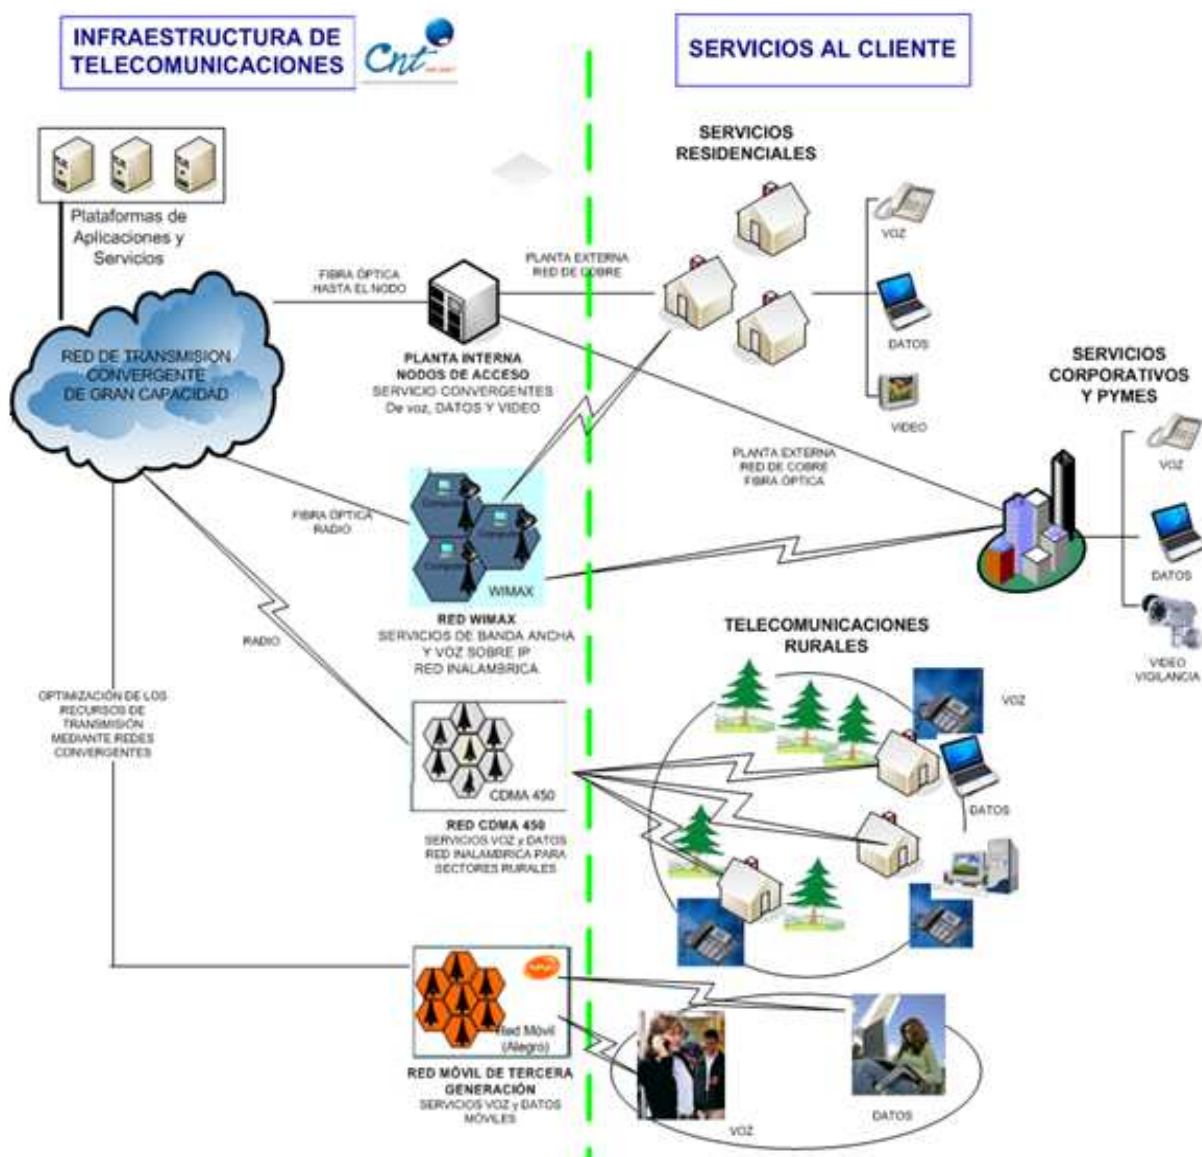 INFRAESTRUCTURA DE
TELECOMUNICACIONES
Cnt
SERVICIOS AL CLIENTE
Plataformas de
Aplicaciones y
Servicios
RED DE TRANSMISION
CONVERGENTE
DE GRAN CAPACIDAD
FIBRA ÓPTICA
HASTA EL NODO
PLANTA EXTERNA
RED DE COBRE
PLANTA INTERNA
NODOS DE ACCESO
SERVICIO CONVERGENTES
De voz, DATOS Y VIDEO
SERVICIOS
RESIDENCIALES
VOZ
DATOS
VIDEO
PLANTA EXTERNA
RED DE COBRE
FIBRA ÓPTICA
SERVICIOS
CORPORATIVOS
Y PYMES
VOZ
DATOS
VIDEO
VIGILANCIA
FIBRA ÓPTICA
RADIO
WIMAX
RED WIMAX
SERVICIOS DE BANDA ANCHA
Y VOZ SOBRE IP
RED INALAMBRICA
RADIO
OPTIMIZACIÓN DE LOS
RECURSOS DE
TRANSMISIÓN
MEDIANTE REDES
CONVERGENTES
CDMA 450
RED CDMA 450
SERVICIOS VOZ y DATOS
RED INALAMBRICA PARA
SECTORES RURALES
TELECOMUNICACIONES
RURALES
VOZ
DATOS
Red Móvil
(Alegro)
RED MÓVIL DE TERCERA
GENERACIÓN
SERVICIOS VOZ y DATOS
MÓVILES
VOZ
DATOS